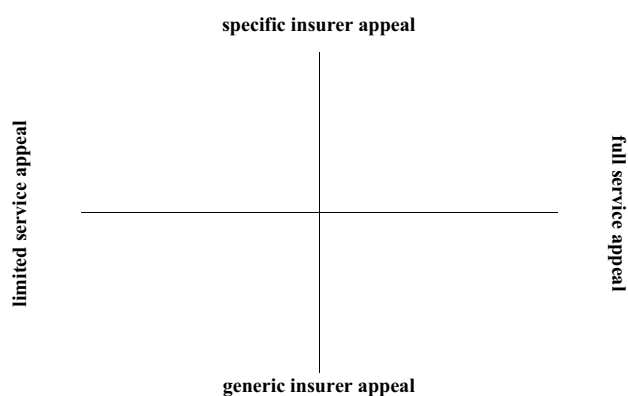 specific insurer appeal
limited service appeal
full service appeal
generic insurer appeal